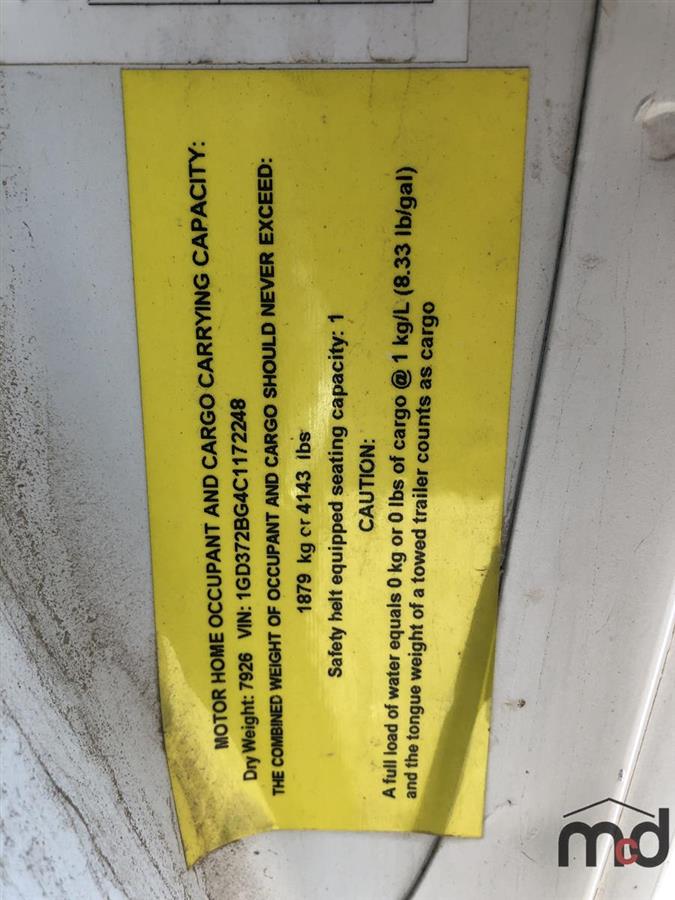 MOTOR HOME OCCUPANT AND CARGO CARRYING CAPACITY:
Dry Weight: 7926 VIN: 1GD372BG4C1172248
THE COMBINED WEIGHT OF OCCUPANT AND CARGO SHOULD NEVER EXCEED:
1879 kg or 4143 lbs
Safety belt equipped seating capacity: 1
CAUTION:
A full load of water equals 0 kg or 0 lbs of cargo @ 1 kg/L (8.33 lb/gal)
and the tongue weight of a towed trailer counts as cargo
mcd